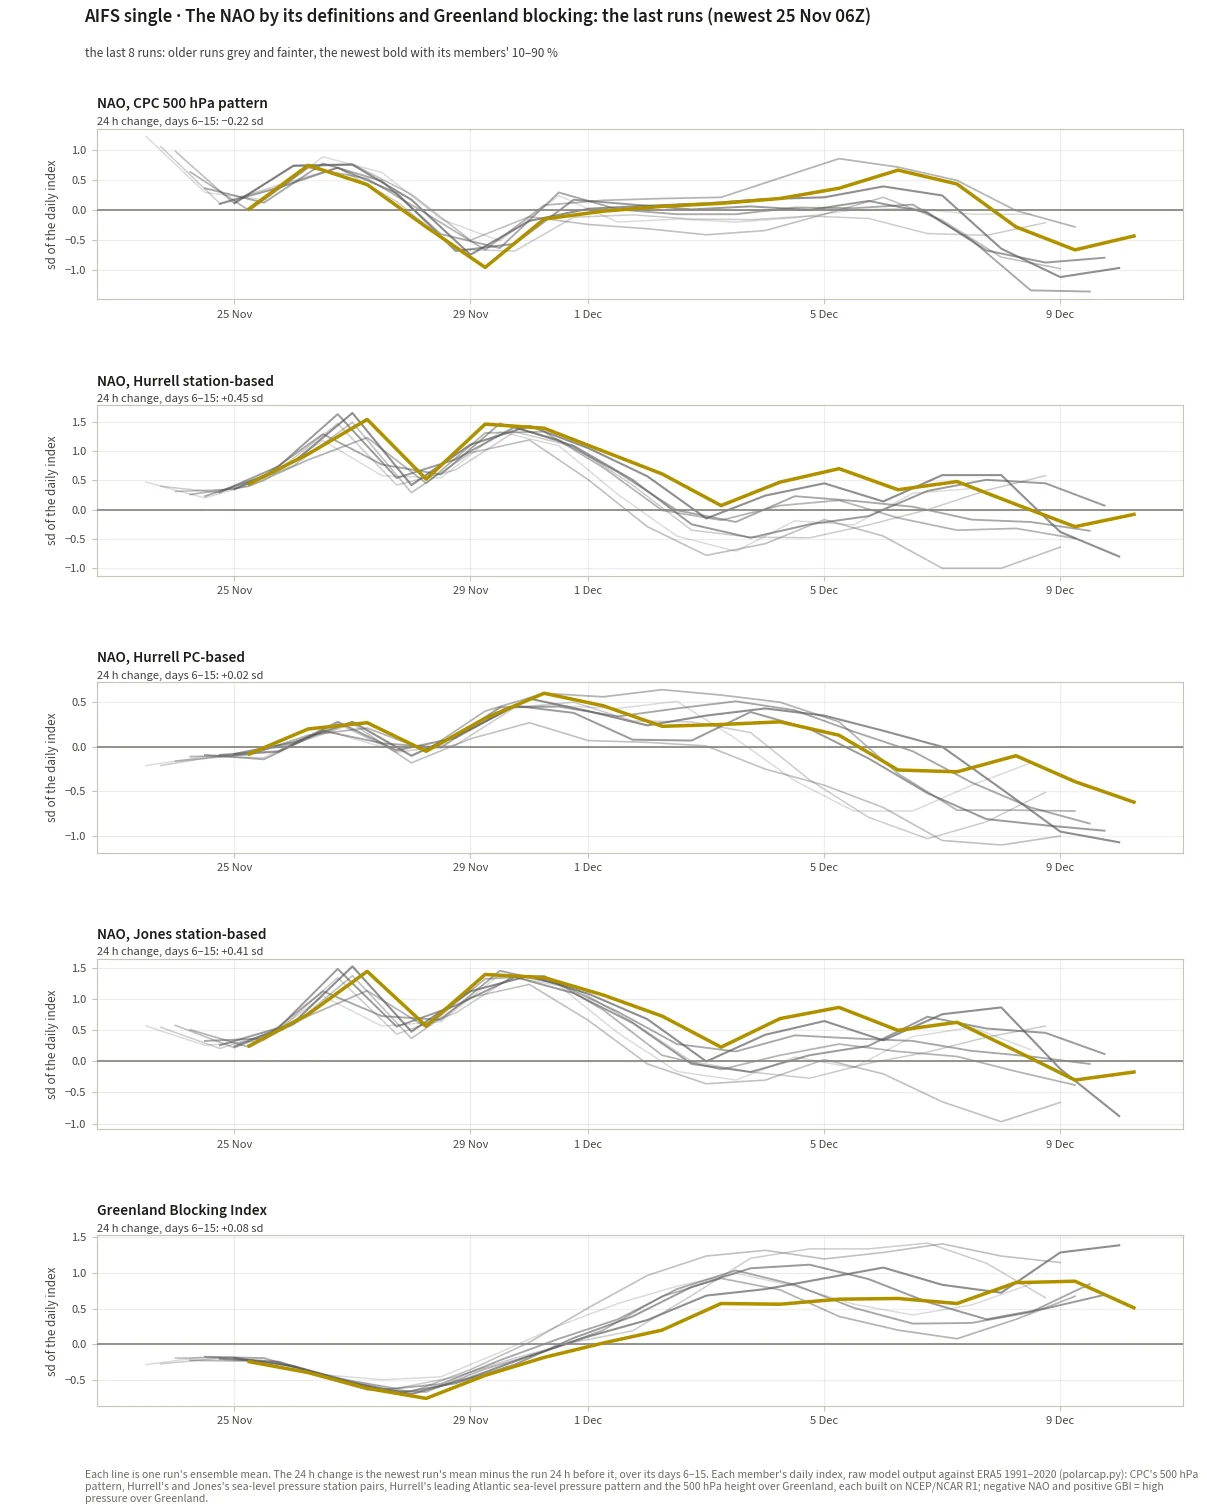 AIFS single · The NAO by its definitions and Greenland blocking: the last runs (newest 25 Nov 06Z)
the last 8 runs: older runs grey and fainter, the newest bold with its members' 10–90 %
NAO, CPC 500 hPa pattern
24 h change, days 6–15: −0.22 sd
sd of the daily index
1.0
0.5
0.0
−0.5
−1.0
25 Nov
29 Nov
1 Dec
5 Dec
9 Dec
NAO, Hurrell station-based
24 h change, days 6–15: +0.45 sd
sd of the daily index
1.5
1.0
0.5
0.0
−0.5
−1.0
25 Nov
29 Nov
1 Dec
5 Dec
9 Dec
NAO, Hurrell PC-based
24 h change, days 6–15: +0.02 sd
sd of the daily index
0.5
0.0
−0.5
−1.0
25 Nov
29 Nov
1 Dec
5 Dec
9 Dec
NAO, Jones station-based
24 h change, days 6–15: +0.41 sd
sd of the daily index
1.5
1.0
0.5
0.0
−0.5
−1.0
25 Nov
29 Nov
1 Dec
5 Dec
9 Dec
Greenland Blocking Index
24 h change, days 6–15: +0.08 sd
sd of the daily index
1.5
1.0
0.5
0.0
−0.5
25 Nov
29 Nov
1 Dec
5 Dec
9 Dec
Each line is one run's ensemble mean. The 24 h change is the newest run's mean minus the run 24 h before it, over its days 6–15. Each member's daily index, raw model output against ERA5 1991–2020 (polarcap.py): CPC's 500 hPa
pattern, Hurrell's and Jones's sea-level pressure station pairs, Hurrell's leading Atlantic sea-level pressure pattern and the 500 hPa height over Greenland, each built on NCEP/NCAR R1; negative NAO and positive GBI = high
pressure over Greenland.